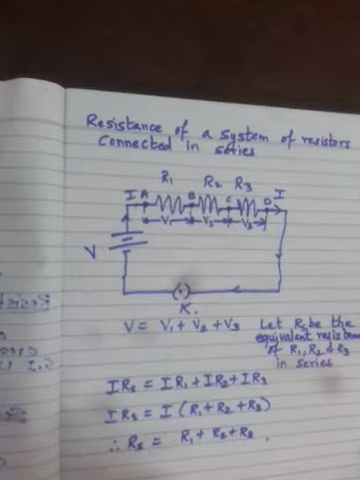 Resistance of a system of resistors
Connected in series
R₁ R₂ R₃
I A B C D I
V₁ V₂ V₃
V
K.
V = V₁ + V₂ + V₃
Let Rₛ be the
equivalent resistance
of R₁, R₂ & R₃
in series
IRₛ = IR₁ + IR₂ + IR₃
IRₛ = I (R₁ + R₂ + R₃)
∴ Rₛ = R₁ + R₂ + R₃.